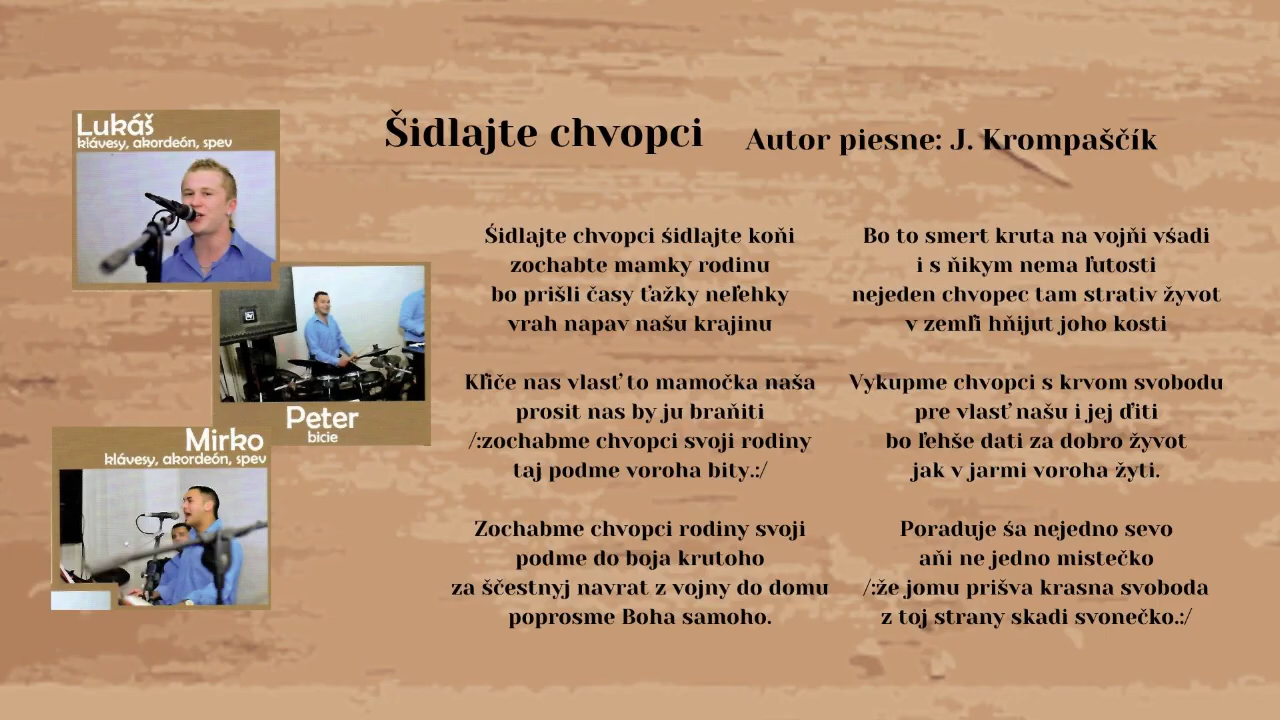 Lukáš
klávesy, akordeón, spev
Peter
bicie
Mirko
klávesy, akordeón, spev
Šidlajte chvopci
Autor piesne: J. Krompaščík
Śidlajte chvopci śidlajte koňi
zochabte mamky rodinu
bo prišli časy ťažky neľehky
vrah napav našu krajinu
Kľiče nas vlasť to mamočka naša
prosit nas by ju braňiti
/:zochabme chvopci svoji rodiny
taj podme voroha bity.:/
Zochabme chvopci rodiny svoji
podme do boja krutoho
za ščestnyj navrat z vojny do domu
poprosme Boha samoho.
Bo to smert kruta na vojňi vśadi
i s ňikym nema ľutosti
nejeden chvopec tam strativ žyvot
v zemľi hňijut joho kosti
Vykupme chvopci s krvom svobodu
pre vlasť našu i jej ďiti
bo ľehše dati za dobro žyvot
jak v jarmi voroha žyti.
Poraduje śa nejedno sevo
aňi ne jedno mistečko
/:že jomu prišva krasna svoboda
z toj strany skadi svonečko.:/